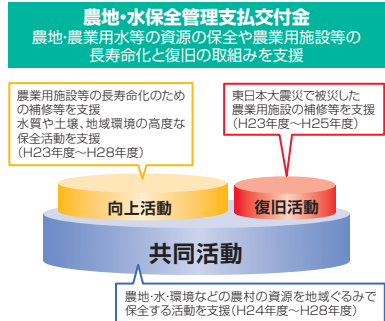 農地・水保全管理支払交付金
農地・農業用水等の資源の保全や農業用施設等の
長寿命化と復旧の取組みを支援
農業用施設等の長寿命化のため
の補修等を支援
水質や土壌、地域環境の高度な
保全活動を支援
(H23年度～H28年度)
東日本大震災で被災した
農業用施設の補修等を支援
(H23年度～H25年度)
向上活動
復旧活動
共同活動
農地・水・環境などの農村の資源を地域ぐるみで
保全する活動を支援(H24年度～H28年度)